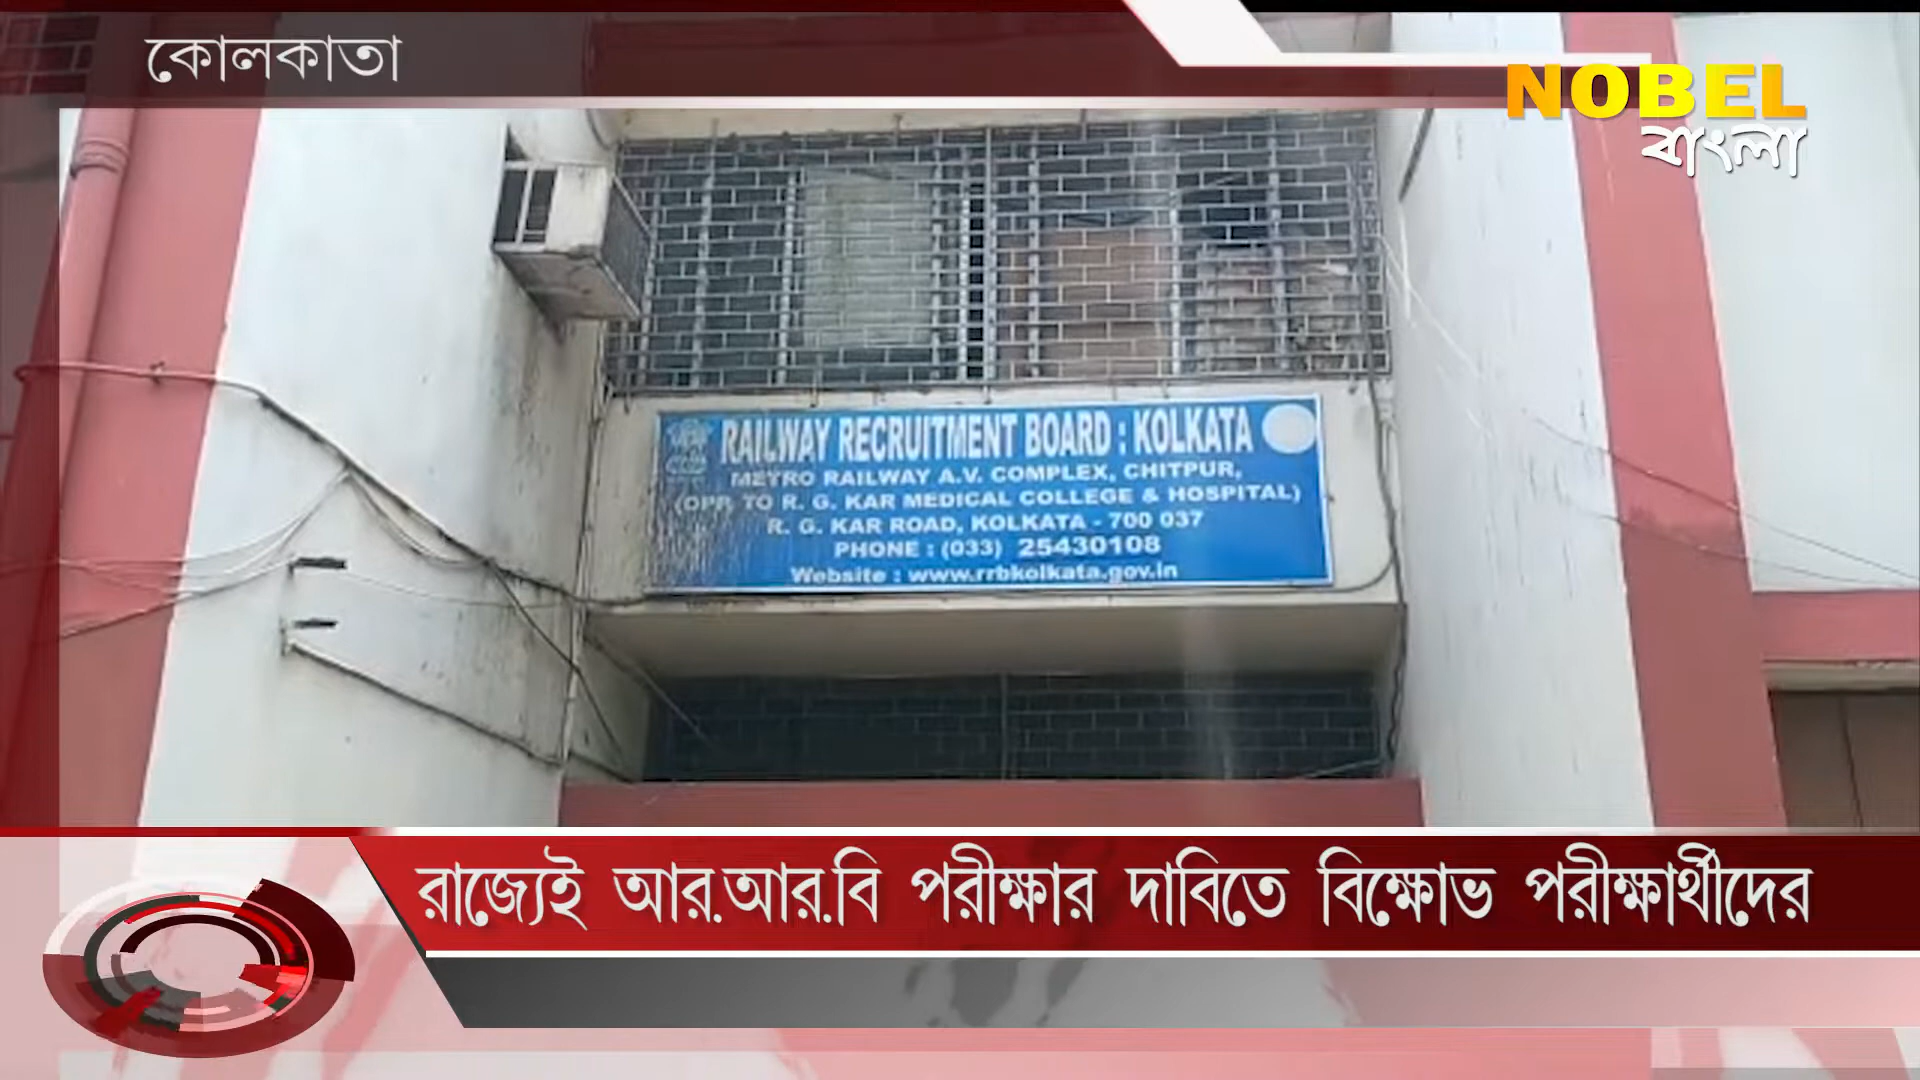 কোলকাতা
NOBEL
বাংলা
RAILWAY RECRUITMENT BOARD : KOLKATA
METRO RAILWAY A.V. COMPLEX, CHITPUR,
(OPP. TO R. G. KAR MEDICAL COLLEGE & HOSPITAL)
R. G. KAR ROAD, KOLKATA - 700 037
PHONE : (033) 25430108
Website : www.rrbkolkata.gov.in
রাজ্যেই আর.আর.বি পরীক্ষার দাবিতে বিক্ষোভ পরীক্ষার্থীদের